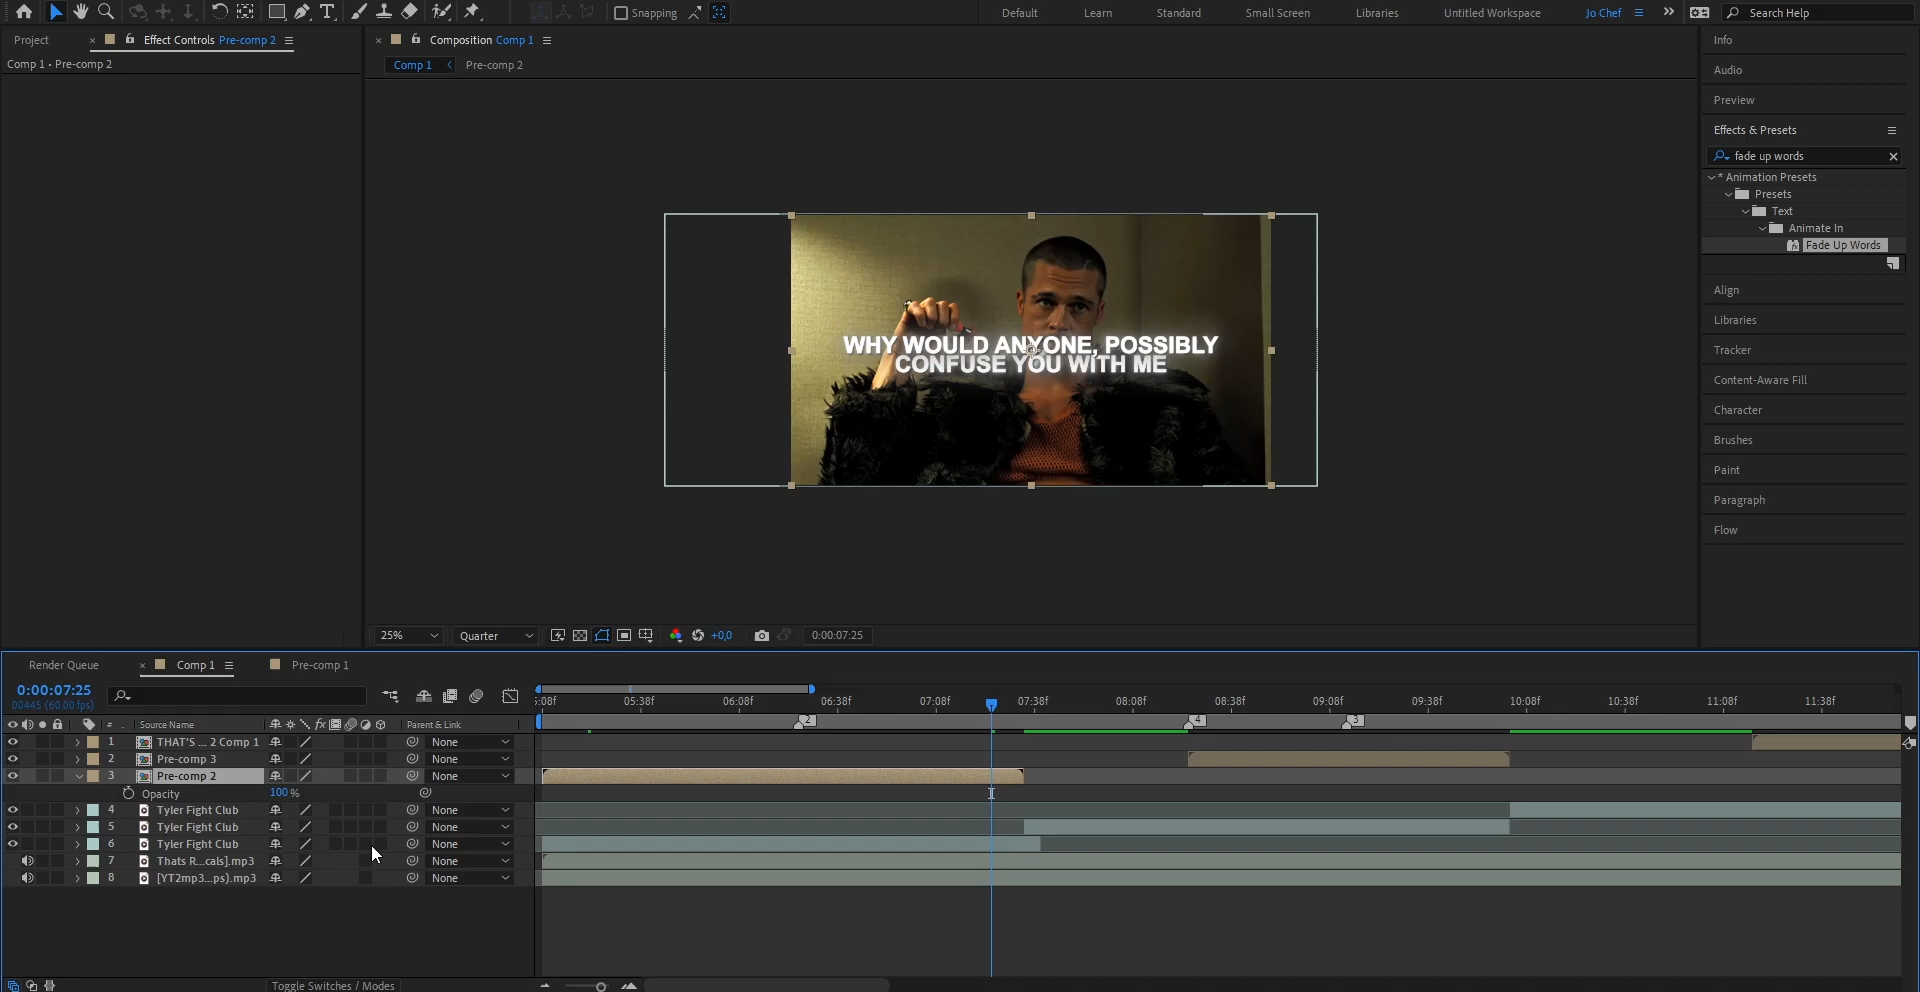 Snapping
Default
Learn
Standard
Small Screen
Libraries
Untitled Workspace
Jo Chef
Search Help
Project
Effect Controls Pre-comp 2
Composition Comp 1
Comp 1 • Pre-comp 2
Comp 1
Pre-comp 2
WHY WOULD ANYONE, POSSIBLY
CONFUSE YOU WITH ME
25%
Quarter
+0,0
0:00:07:25
Info
Audio
Preview
Effects & Presets
fade up words
* Animation Presets
Presets
Text
Animate In
Fade Up Words
Align
Libraries
Tracker
Content-Aware Fill
Character
Brushes
Paint
Paragraph
Flow
Render Queue
Comp 1
Pre-comp 1
0:00:07:25
00445 (60.00 fps)
5:08f 05:38f 06:08f 06:38f 07:08f 07:38f 08:08f 08:38f 09:08f 09:38f 10:08f 10:38f 11:08f 11:38f
2 4 3
# Source Name fx Parent & Link
1 THAT'S ... 2 Comp 1 None
2 Pre-comp 3 None
3 Pre-comp 2 None
Opacity 100 %
4 Tyler Fight Club None
5 Tyler Fight Club None
6 Tyler Fight Club None
7 Thats R...cals].mp3 None
8 [YT2mp3...ps).mp3 None
Toggle Switches / Modes